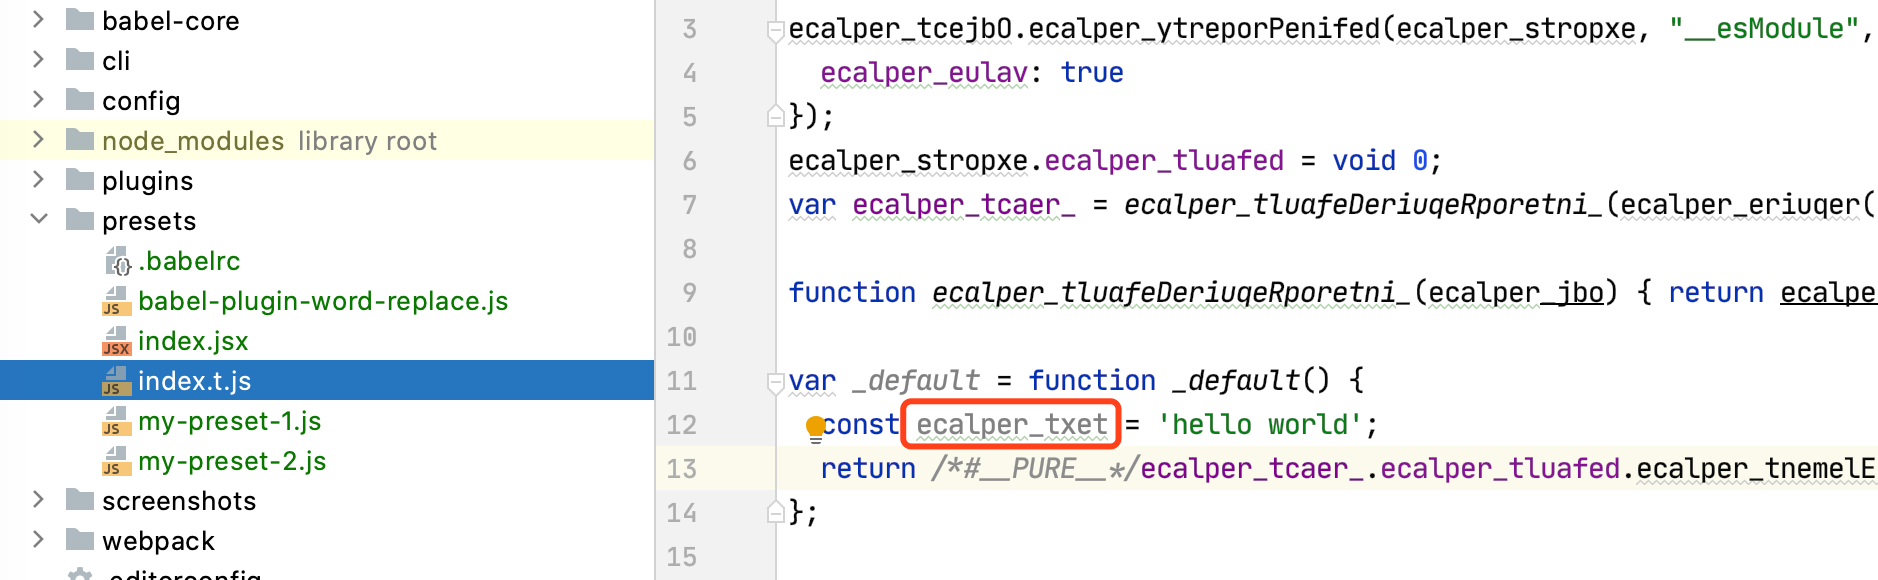 babel-core
cli
config
node_modules library root
plugins
presets
.babelrc
babel-plugin-word-replace.js
index.jsx
index.t.js
my-preset-1.js
my-preset-2.js
screenshots
webpack
.editorconfig
3 ecalper_tcejbO.ecalper_ytreporPenifed(ecalper_stropxe, "__esModule",
4 ecalper_eulav: true
5 });
6 ecalper_stropxe.ecalper_tluafed = void 0;
7 var ecalper_tcaer_ = ecalper_tluafeDeriuqeRporetni_(ecalper_eriuqer(
8
9 function ecalper_tluafeDeriuqeRporetni_(ecalper_jbo) { return ecalpe
10
11 var _default = function _default() {
12 const ecalper_txet = 'hello world';
13 return /*#__PURE__*/ecalper_tcaer_.ecalper_tluafed.ecalper_tnemelE
14 };
15